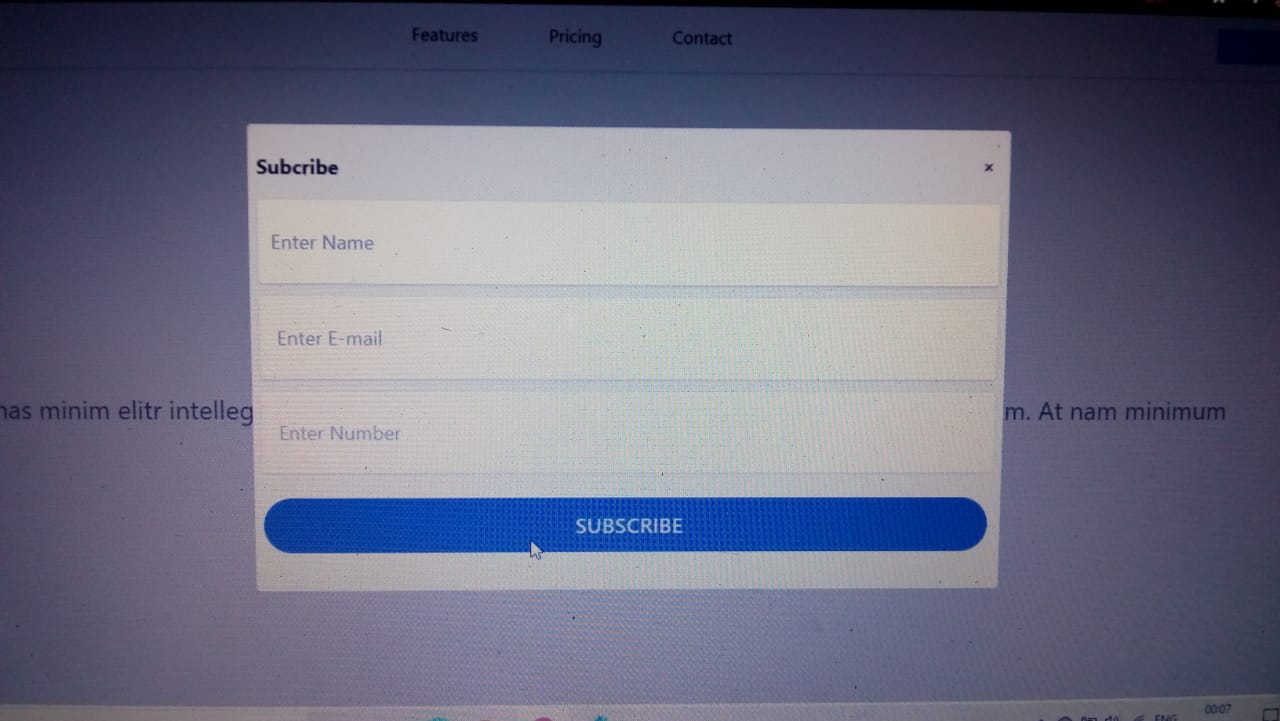 Features Pricing Contact
Subcribe ×
Enter Name
Enter E-mail
nas minim elitr intelleg m. At nam minimum
Enter Number
SUBSCRIBE
00:07
ENG